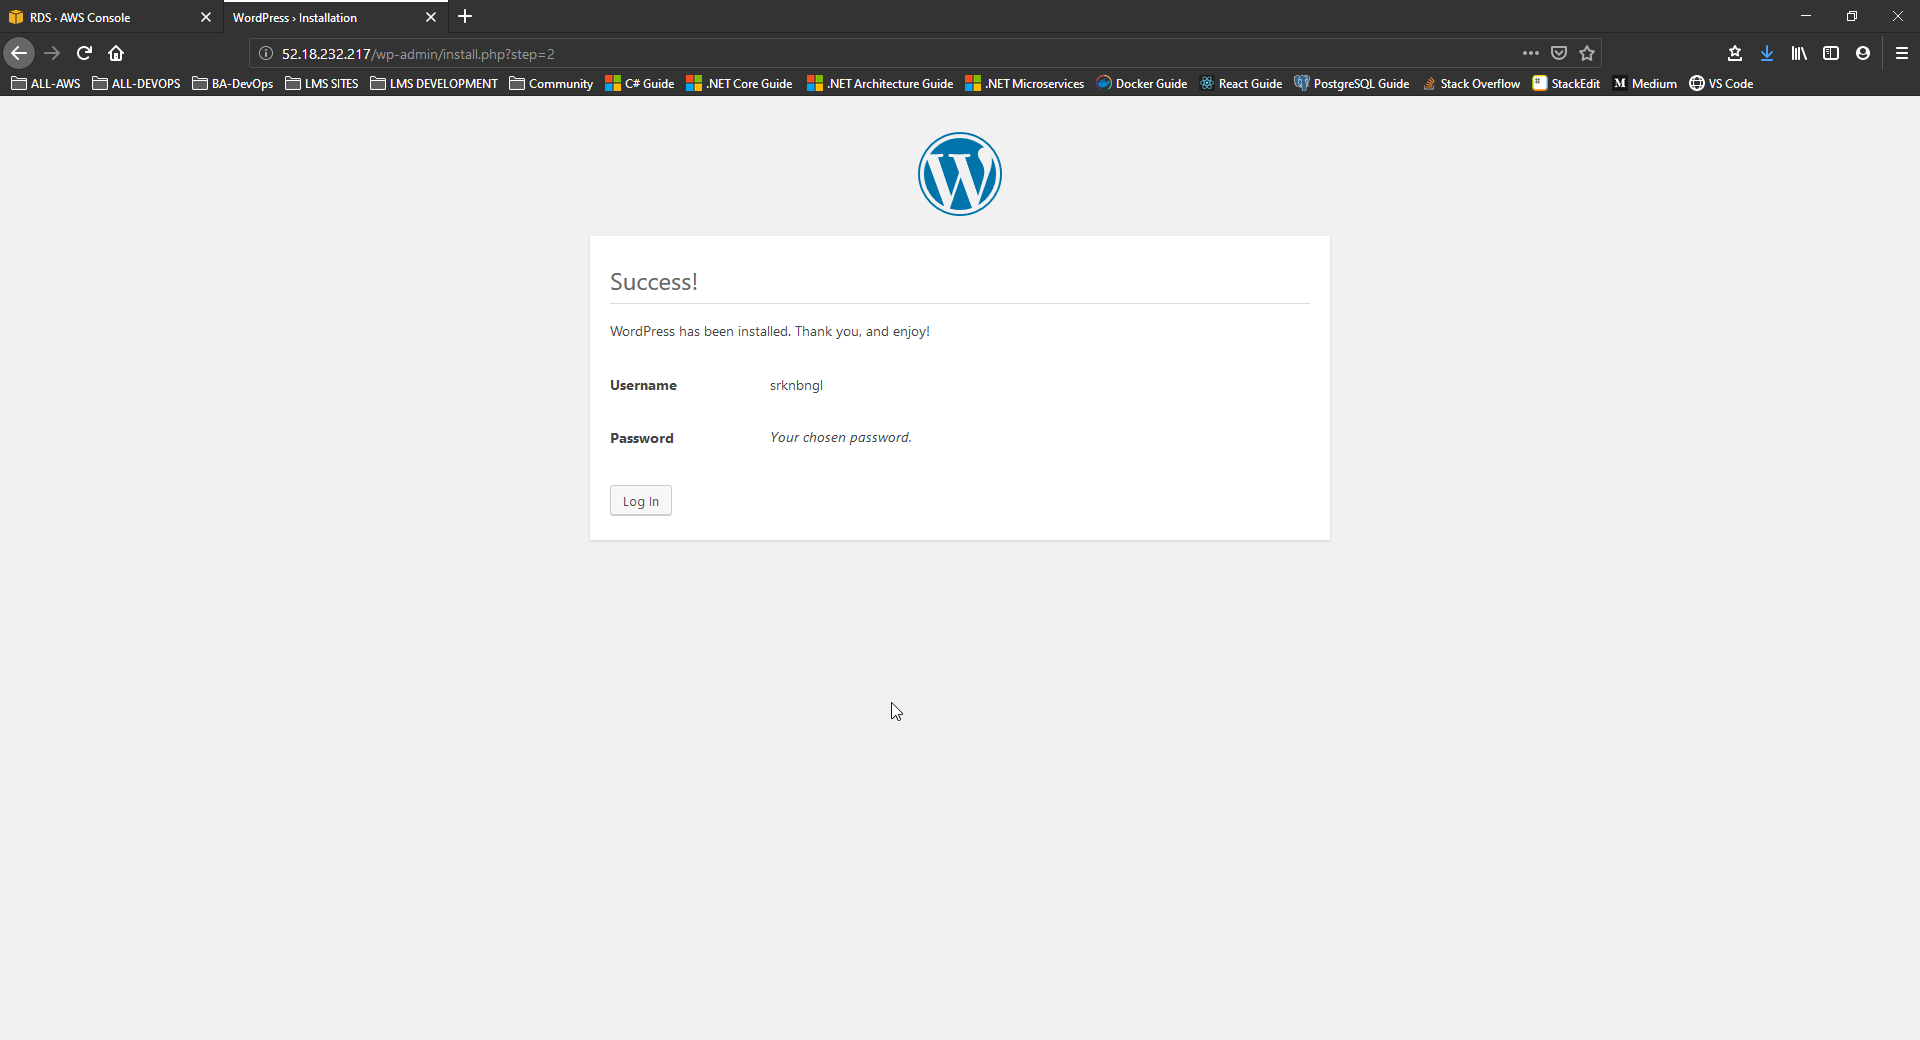 RDS · AWS Console
WordPress › Installation
52.18.232.217/wp-admin/install.php?step=2
ALL-AWS ALL-DEVOPS BA-DevOps LMS SITES LMS DEVELOPMENT Community C# Guide .NET Core Guide .NET Architecture Guide .NET Microservices Docker Guide React Guide PostgreSQL Guide Stack Overflow StackEdit M Medium VS Code
W
Success!
WordPress has been installed. Thank you, and enjoy!
Username srknbngl
Password Your chosen password.
Log In